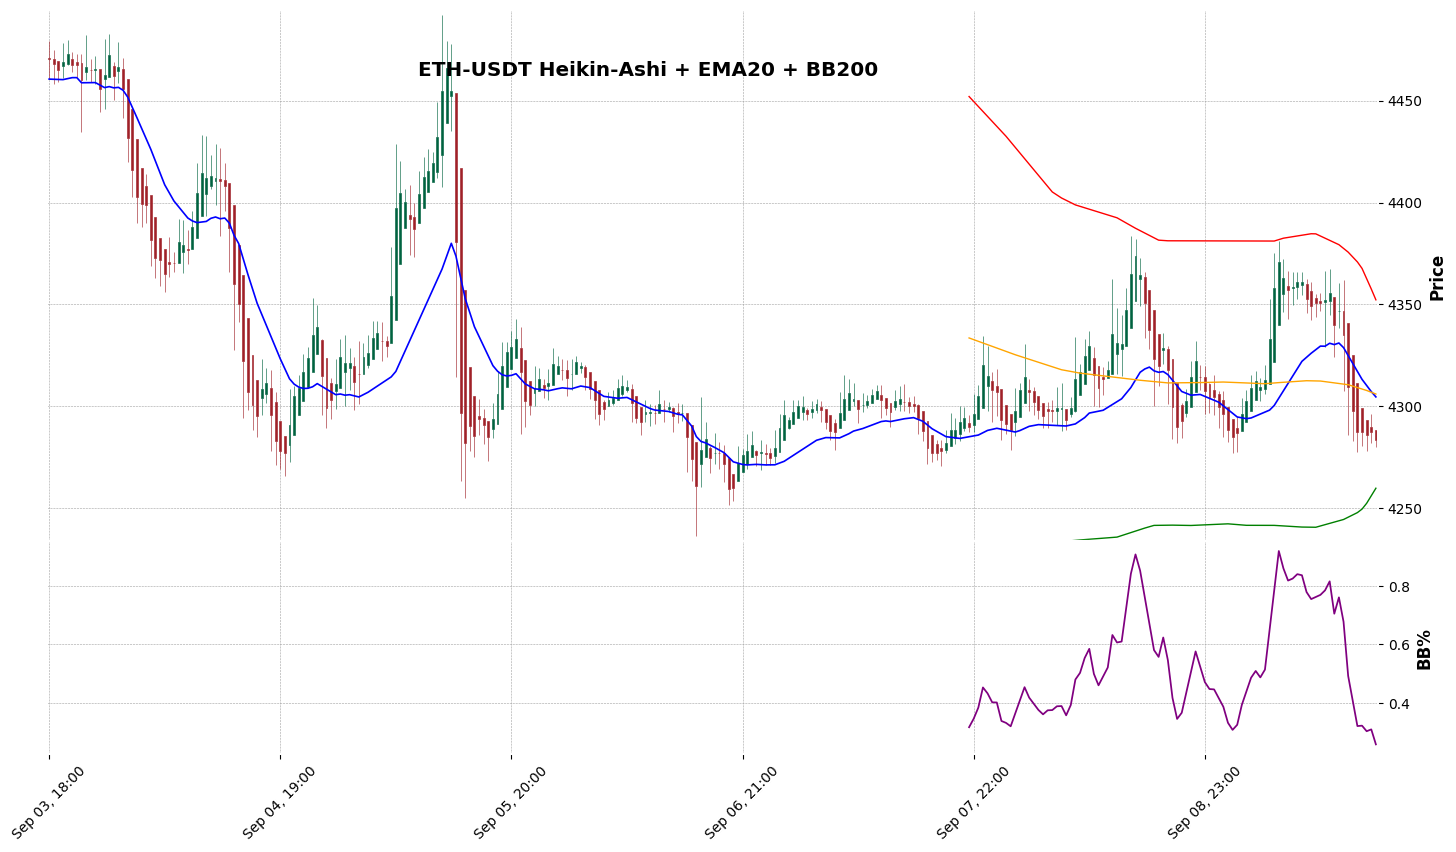 ETH-USDT Heikin-Ashi + EMA20 + BB200
4450
4400
4350
4300
4250
Price
0.8
0.6
0.4
BB%
Sep 03, 18:00
Sep 04, 19:00
Sep 05, 20:00
Sep 06, 21:00
Sep 07, 22:00
Sep 08, 23:00